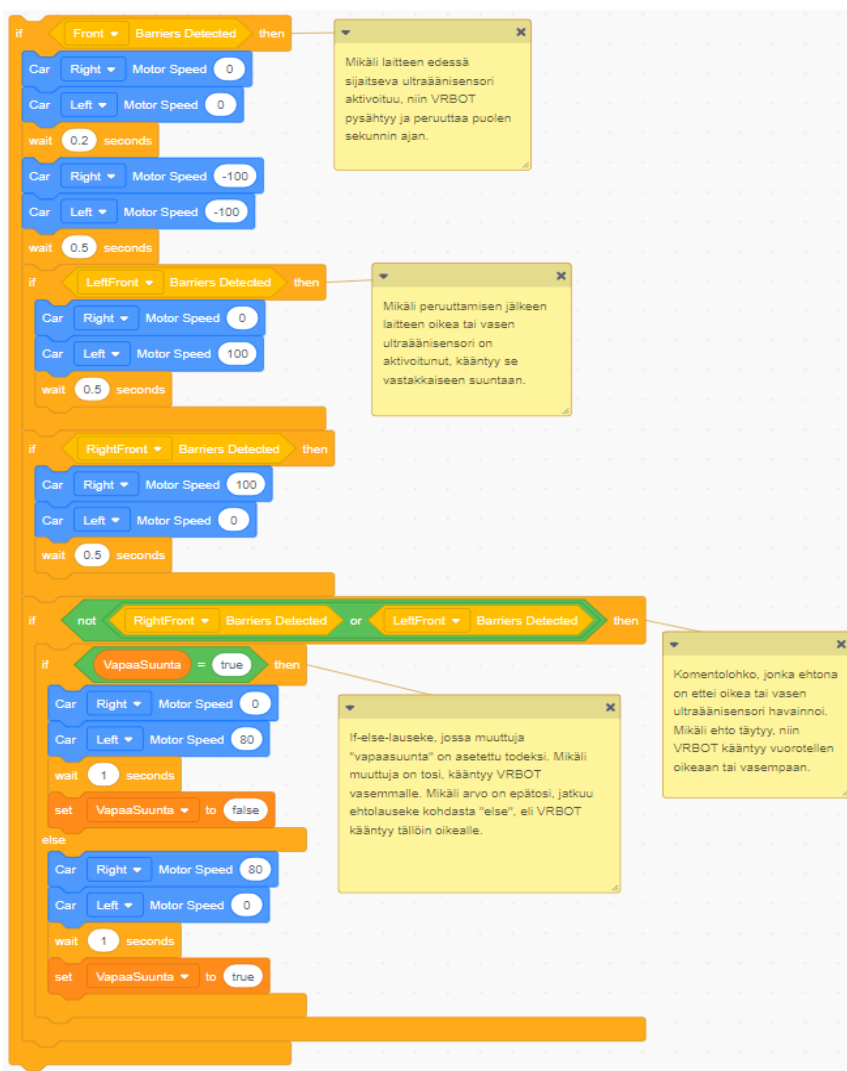 if Front Barriers Detected then
Car Right Motor Speed 0
Car Left Motor Speed 0
wait 0.2 seconds
Car Right Motor Speed -100
Car Left Motor Speed -100
wait 0.5 seconds
Mikäli laitteen edessä
sijaitseva ultraäänisensori
aktivoituu, niin VRBOT
pysähtyy ja peruuttaa puolen
sekunnin ajan.
if LeftFront Barriers Detected then
Car Right Motor Speed 0
Car Left Motor Speed 100
wait 0.5 seconds
Mikäli peruuttamisen jälkeen
laitteen oikea tai vasen
ultraäänisensori on
aktivoitunut, kääntyy se
vastakkaiseen suuntaan.
if RightFront Barriers Detected then
Car Right Motor Speed 100
Car Left Motor Speed 0
wait 0.5 seconds
if not RightFront Barriers Detected or LeftFront Barriers Detected then
Komentolohko, jonka ehtona
on ettei oikea tai vasen
ultraäänisensori havainnoi.
Mikäli ehto täytyy, niin
VRBOT kääntyy vuorotellen
oikeaan tai vasempaan.
if VapaaSuunta = true then
Car Right Motor Speed 0
Car Left Motor Speed 80
wait 1 seconds
set VapaaSuunta to false
If-else-lauseke, jossa muuttuja
"vapaasuunta" on asetettu todeksi. Mikäli
muuttuja on tosi, kääntyy VRBOT
vasemmalle. Mikäli arvo on epätosi, jatkuu
ehtolauseke kohdasta "else", eli VRBOT
kääntyy tällöin oikealle.
else
Car Right Motor Speed 80
Car Left Motor Speed 0
wait 1 seconds
set VapaaSuunta to true